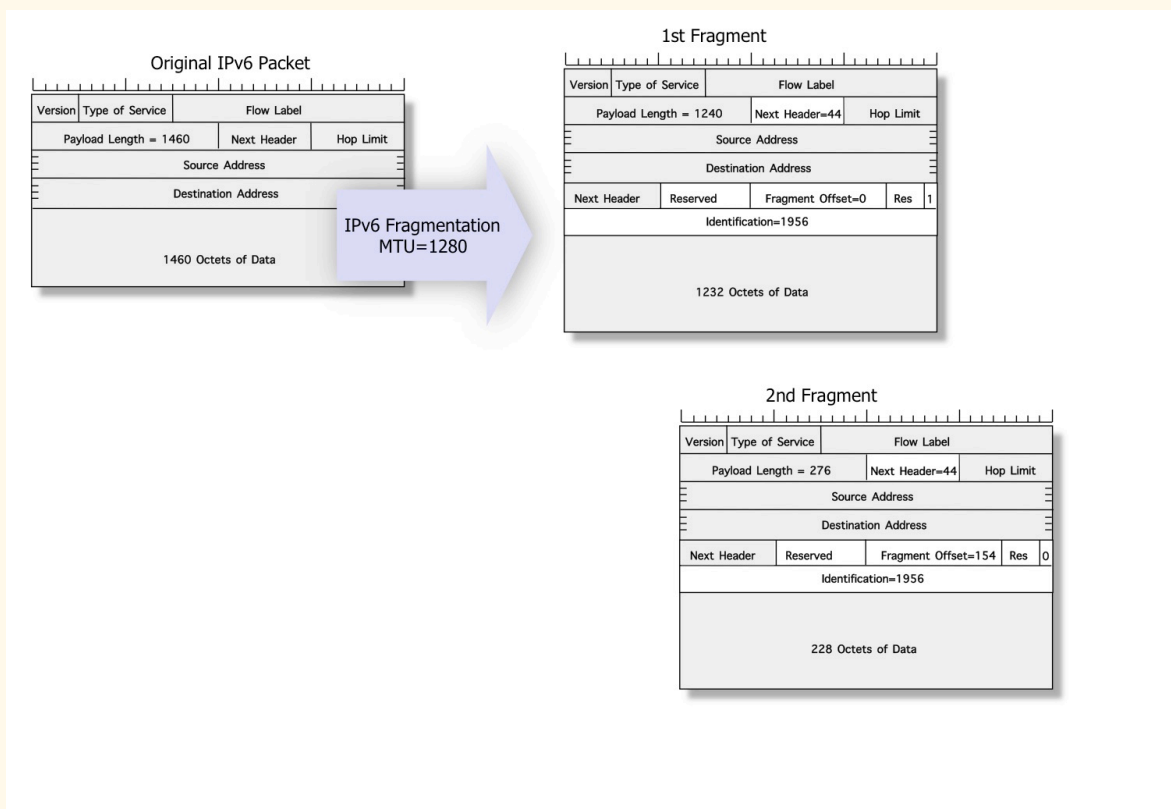 Original IPv6 Packet
Version Type of Service Flow Label
Payload Length = 1460 Next Header Hop Limit
Source Address
Destination Address
1460 Octets of Data
IPv6 Fragmentation
MTU=1280
1st Fragment
Version Type of Service Flow Label
Payload Length = 1240 Next Header=44 Hop Limit
Source Address
Destination Address
Next Header Reserved Fragment Offset=0 Res 1
Identification=1956
1232 Octets of Data
2nd Fragment
Version Type of Service Flow Label
Payload Length = 276 Next Header=44 Hop Limit
Source Address
Destination Address
Next Header Reserved Fragment Offset=154 Res 0
Identification=1956
228 Octets of Data